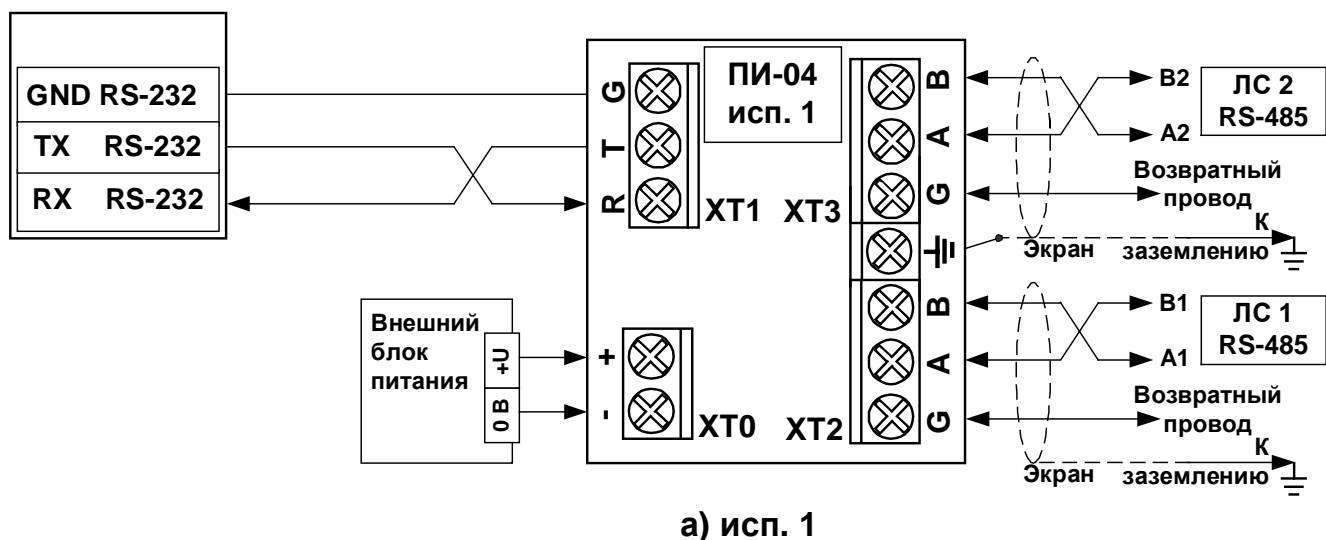 GND RS-232
TX RS-232
RX RS-232
Внешний
блок
питания
+U
0 В
G
T
R
XT1
+
-
XT0
ПИ-04
исп. 1
B
A
G
XT3
B
A
G
XT2
B2
A2
ЛС 2
RS-485
Возвратный
провод
К
Экран заземлению
B1
A1
ЛС 1
RS-485
Возвратный
провод
К
Экран заземлению
а) исп. 1